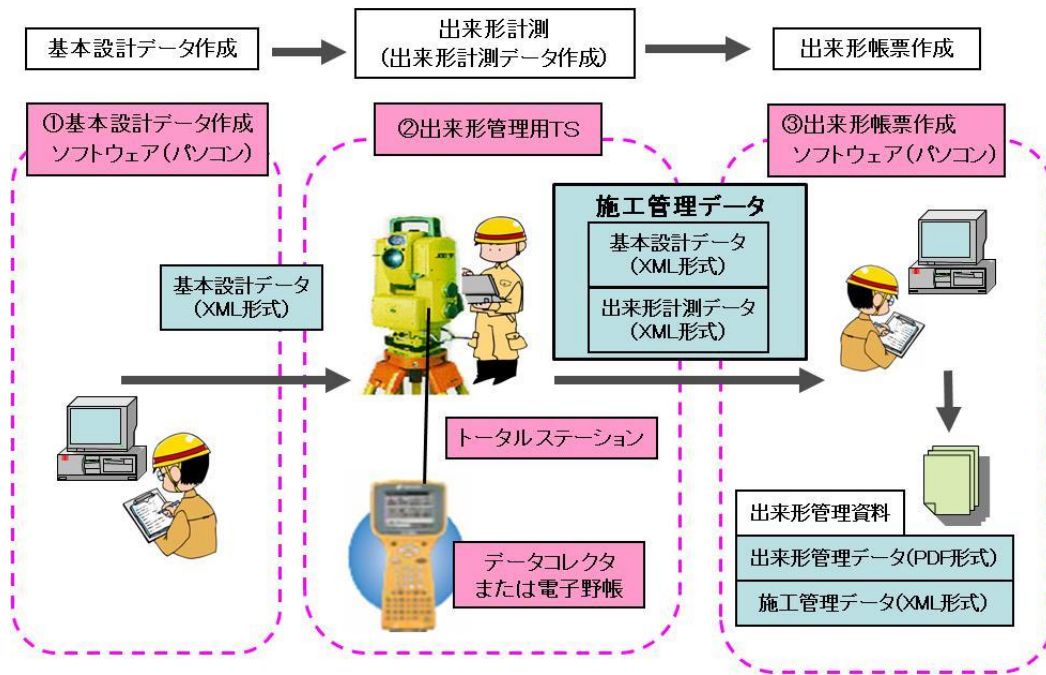 基本設計データ作成
出来形計測
(出来形計測データ作成)
出来形帳票作成
①基本設計データ作成
ソフトウェア(パソコン)
②出来形管理用TS
③出来形帳票作成
ソフトウェア(パソコン)
基本設計データ
(XML形式)
施工管理データ
基本設計データ
(XML形式)
出来形計測データ
(XML形式)
トータルステーション
データコレクタ
または電子野帳
出来形管理資料
出来形管理データ(PDF形式)
施工管理データ(XML形式)